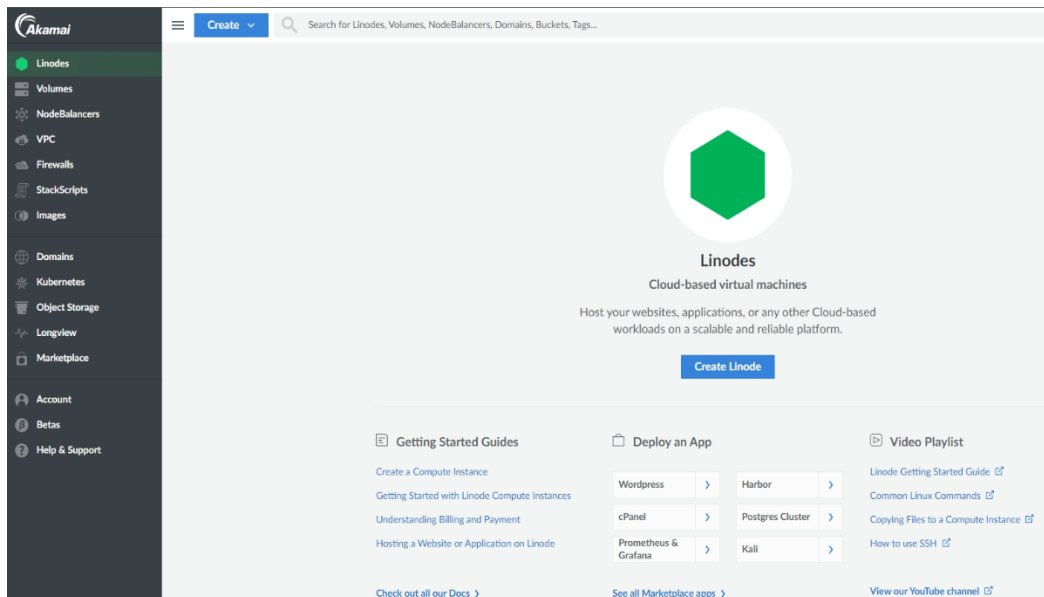 Akamai
Create
Search for Linodes, Volumes, NodeBalancers, Domains, Buckets, Tags...
Linodes
Volumes
NodeBalancers
VPC
Firewalls
StackScripts
Images
Domains
Kubernetes
Object Storage
Longview
Marketplace
Account
Betas
Help & Support
Linodes
Cloud-based virtual machines
Host your websites, applications, or any other Cloud-based
workloads on a scalable and reliable platform.
Create Linode
Getting Started Guides
Create a Compute Instance
Getting Started with Linode Compute Instances
Understanding Billing and Payment
Hosting a Website or Application on Linode
Check out all our Docs
Deploy an App
Wordpress
Harbor
cPanel
Postgres Cluster
Prometheus &
Grafana
Kali
See all Marketplace apps
Video Playlist
Linode Getting Started Guide
Common Linux Commands
Copying Files to a Compute Instance
How to use SSH
View our YouTube channel